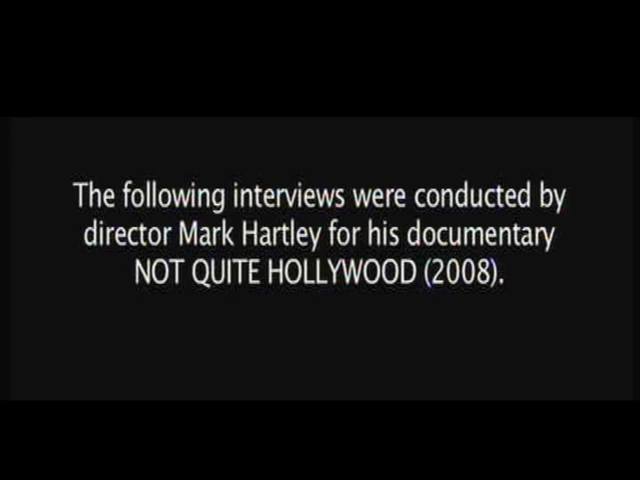 The following interviews were conducted by
director Mark Hartley for his documentary
NOT QUITE HOLLYWOOD (2008).